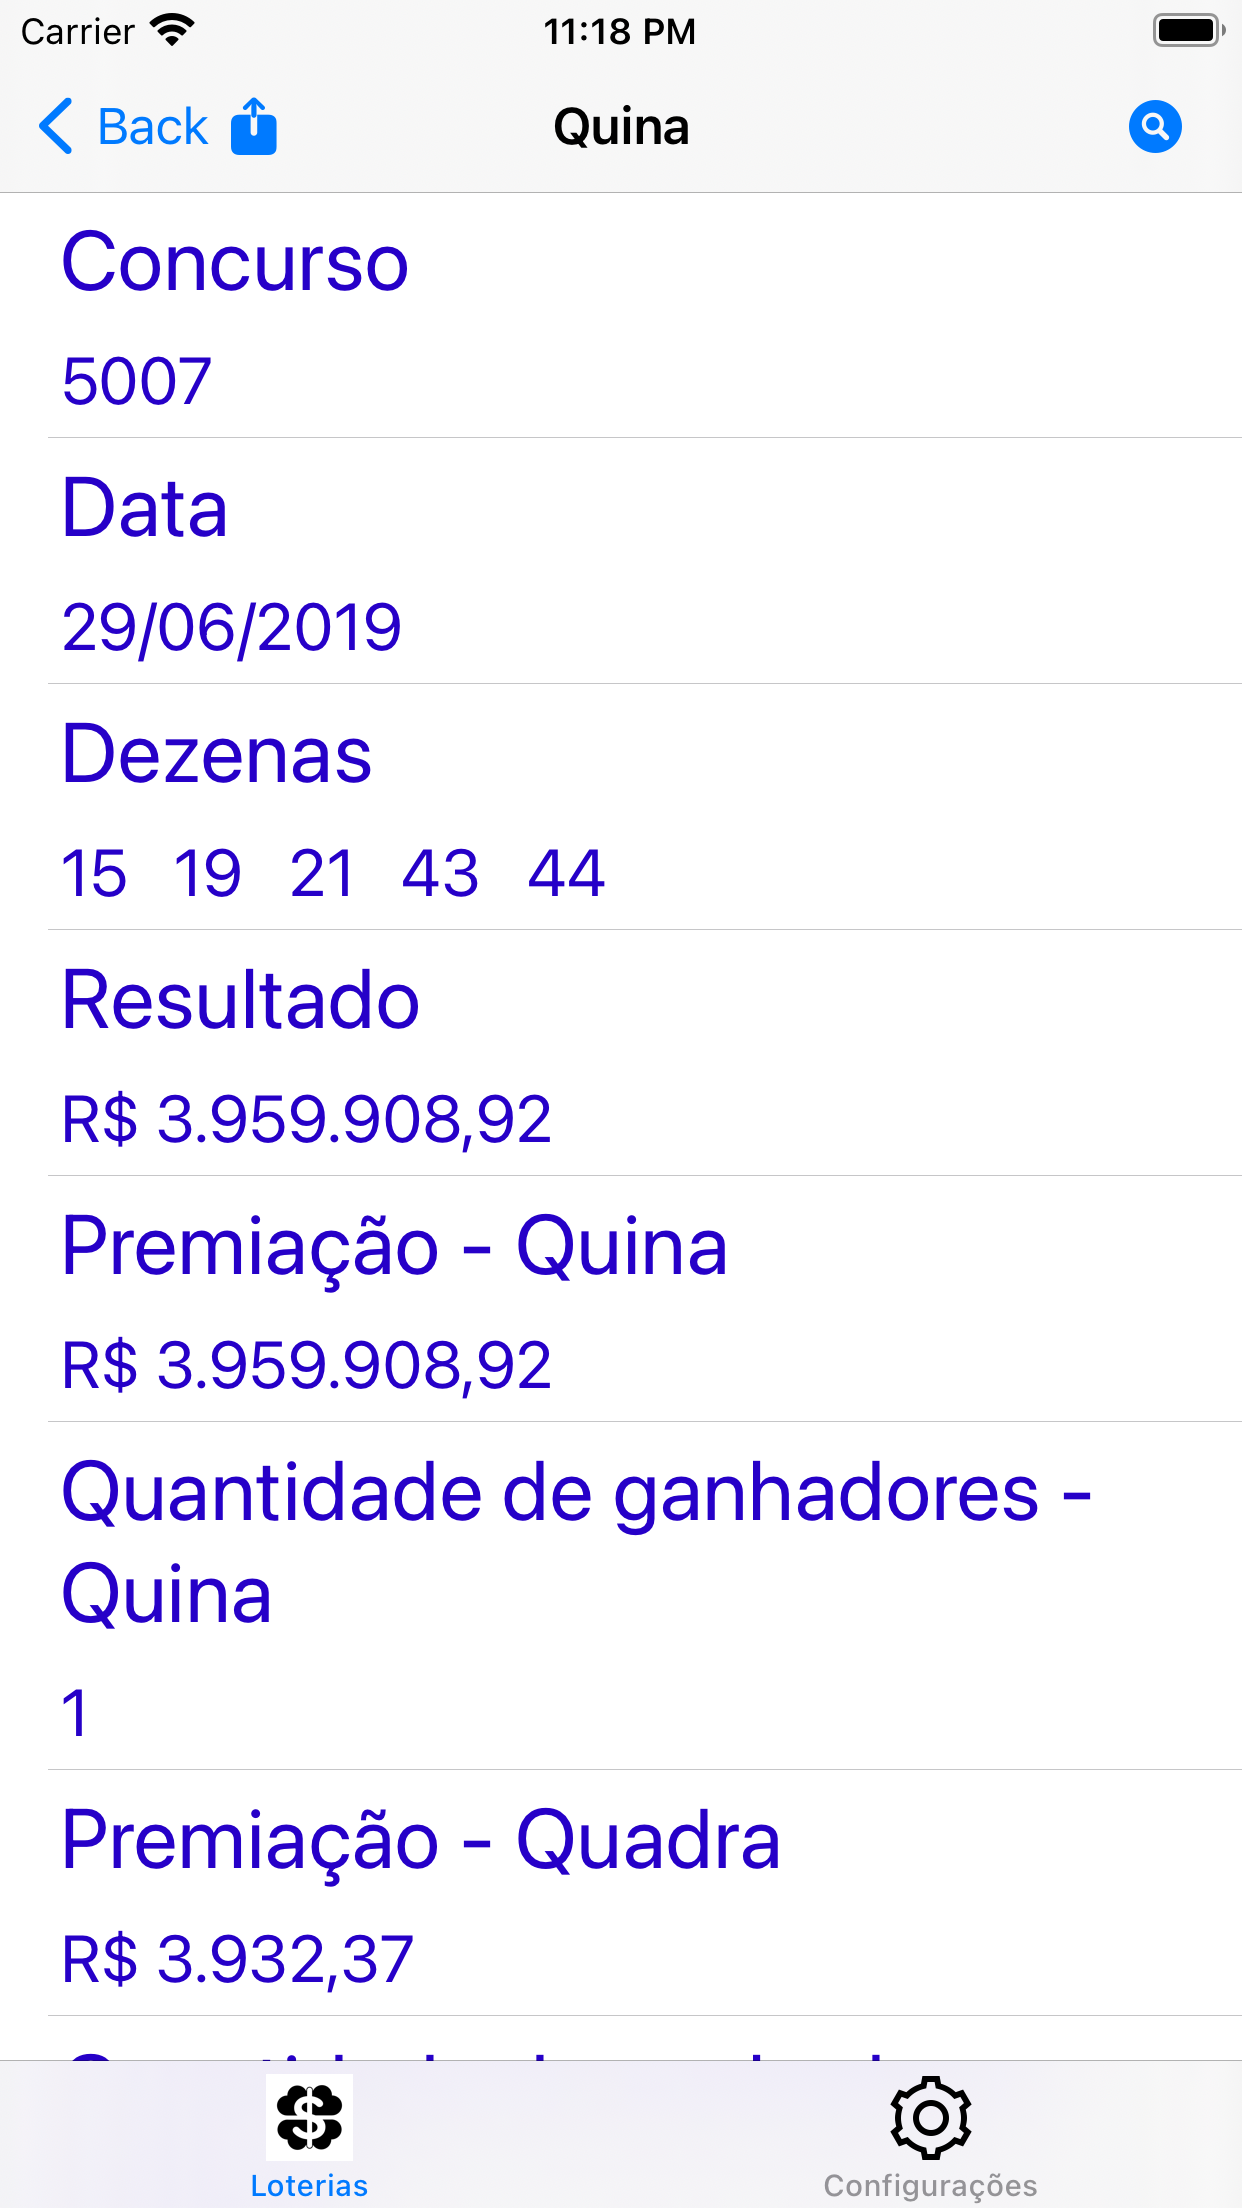 Carrier 11:18 PM
Back Quina
Concurso
5007
Data
29/06/2019
Dezenas
15 19 21 43 44
Resultado
R$ 3.959.908,92
Premiação - Quina
R$ 3.959.908,92
Quantidade de ganhadores -
Quina
1
Premiação - Quadra
R$ 3.932,37
Loterias Configurações